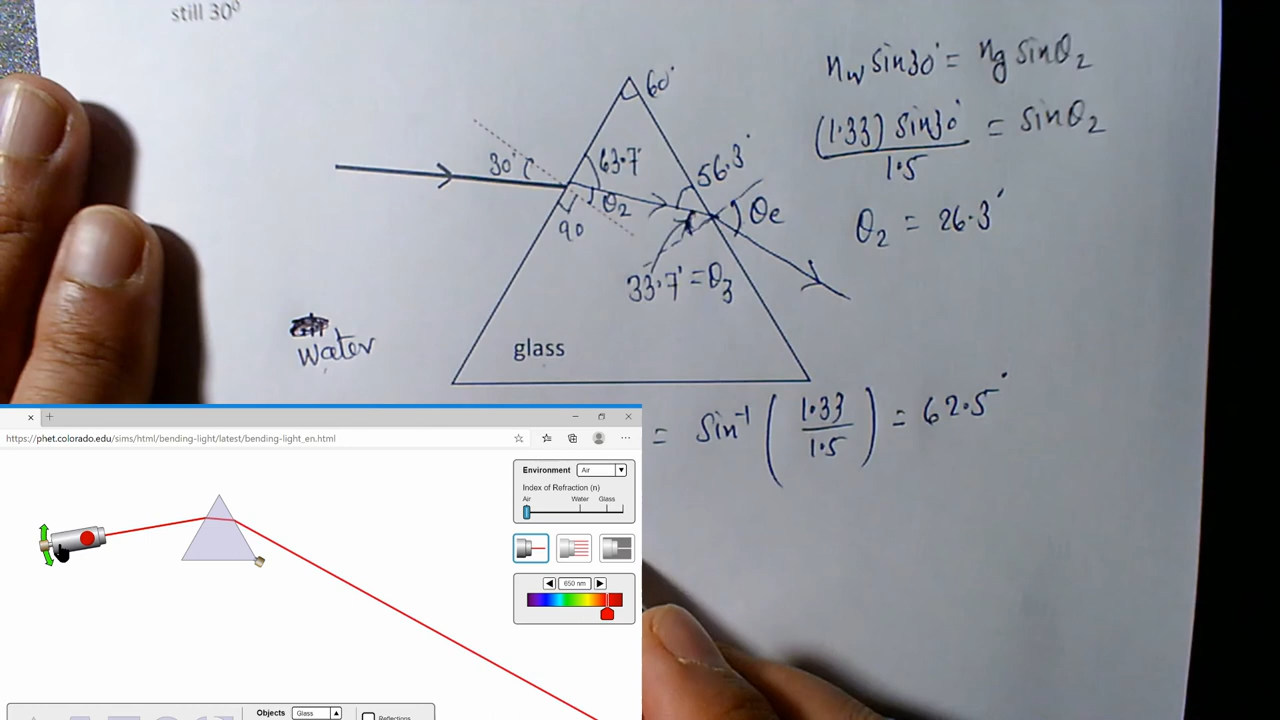 still 30⁰
60°
30°
63.7°
56.3°
θ₂
90
θe
33.7° = θ₃
Water
glass
n_w sin30° = n_g sinθ₂
(1.33) sin30° / 1.5 = sinθ₂
θ₂ = 26.3°
= sin⁻¹ (1.33 / 1.5) = 62.5°
https://phet.colorado.edu/sims/html/bending-light/latest/bending-light_en.html
Environment Air
Index of Refraction (n)
Air Water Glass
650 nm
Objects Glass
Reflections